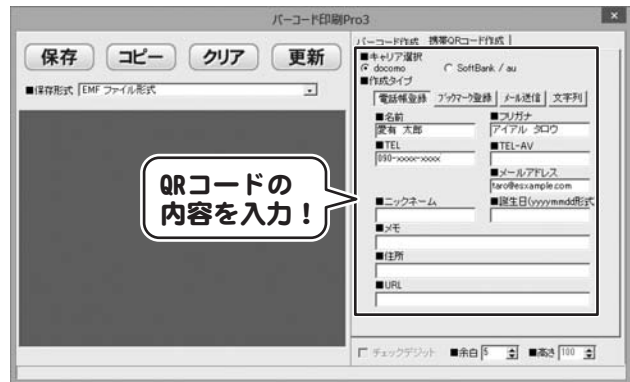 バーコード印刷Pro3
×
保存 コピー クリア 更新
■保存形式 EMF ファイル形式
バーコード作成 携帯QRコード作成
■キャリア選択
docomo SoftBank / au
■作成タイプ
電話帳登録 ブックマーク登録 メール送信 文字列
■名前 ■フリガナ
愛有 太郎 アイアル タロウ
■TEL ■TEL-AV
090-xxxx-xxxx
■メールアドレス
taro@esxample.com
■ニックネーム ■誕生日(yyyymmdd形式
■メモ
■住所
■URL
QRコードの
内容を入力!
チェックデジット ■余白 5 ■高さ 100